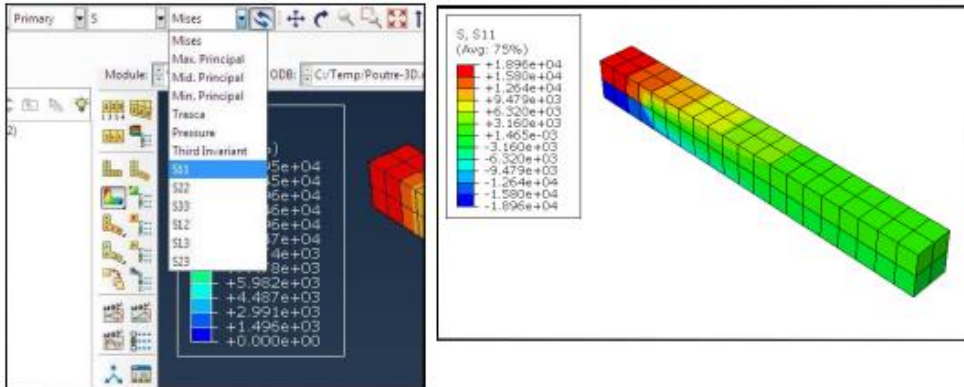 Primary S Mises
Mises
Max. Principal
Module: Mid. Principal ODB: C:/Temp/Poutre-3D.
Min. Principal
Tresca
Pressure
Third Invariant
S11
S22
S33
S12
S13
S23
+5.982e+03
+4.487e+03
+2.991e+03
+1.496e+03
+0.000e+00
S, S11
(Avg: 75%)
+1.896e+04
+1.580e+04
+1.264e+04
+9.479e+03
+6.320e+03
+3.160e+03
+1.465e-03
-3.160e+03
-6.320e+03
-9.479e+03
-1.264e+04
-1.580e+04
-1.896e+04